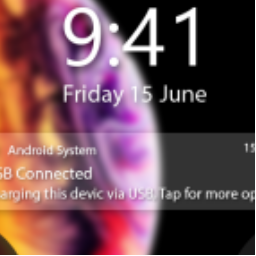 9:41
Friday 15 June
Android System 15
SB Connected
arging this devic via USB/Tap for more op